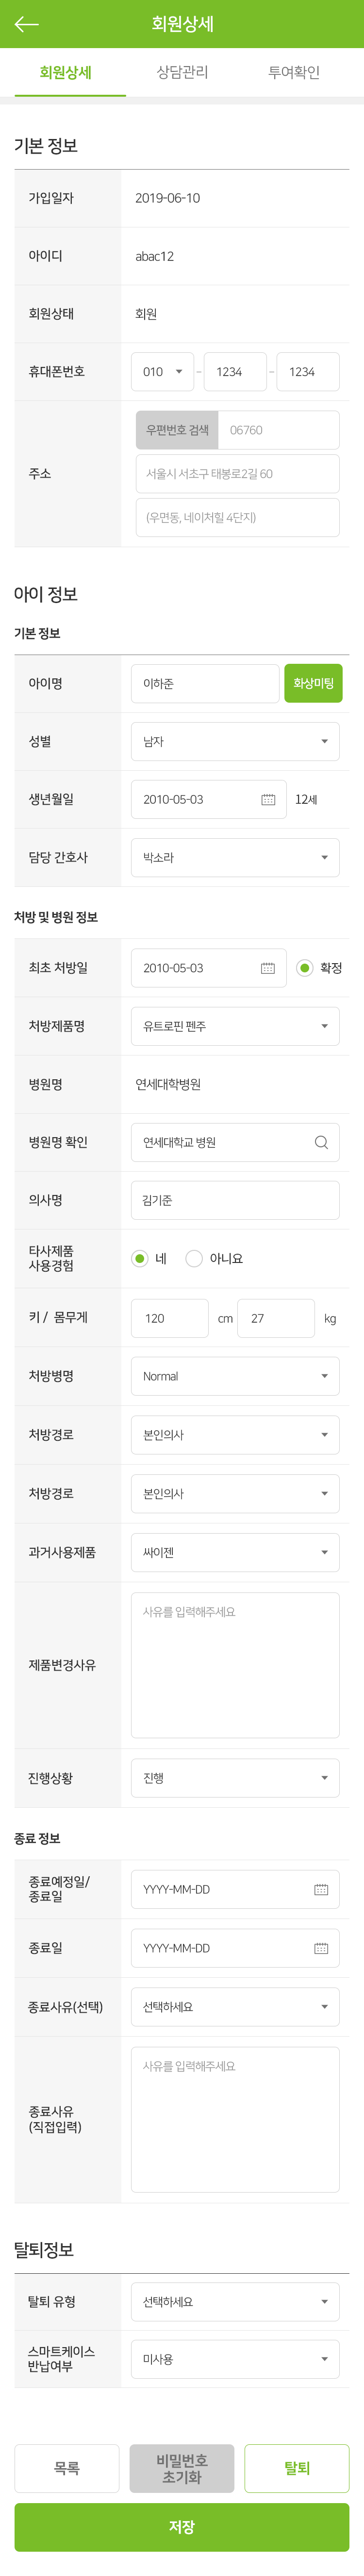 회원상세
회원상세 상담관리 투여확인
기본 정보
가입일자 2019-06-10
아이디 abac12
회원상태 회원
휴대폰번호 010 - 1234 - 1234
주소
우편번호 검색 06760
서울시 서초구 태봉로2길 60
(우면동, 네이처힐 4단지)
아이 정보
기본 정보
아이명 이하준 화상미팅
성별 남자
생년월일 2010-05-03 12세
담당 간호사 박소라
처방 및 병원 정보
최초 처방일 2010-05-03 확정
처방제품명 유트로핀 펜주
병원명 연세대학병원
병원명 확인 연세대학교 병원
의사명 김기준
타사제품
사용경험
네 아니요
키 / 몸무게 120 cm 27 kg
처방병명 Normal
처방경로 본인의사
처방경로 본인의사
과거사용제품 싸이젠
사유를 입력해주세요
제품변경사유
진행상황 진행
종료 정보
종료예정일/
종료일
YYYY-MM-DD
종료일 YYYY-MM-DD
종료사유(선택) 선택하세요
사유를 입력해주세요
종료사유
(직접입력)
탈퇴정보
탈퇴 유형 선택하세요
스마트케이스
반납여부
미사용
목록
비밀번호
초기화
탈퇴
저장